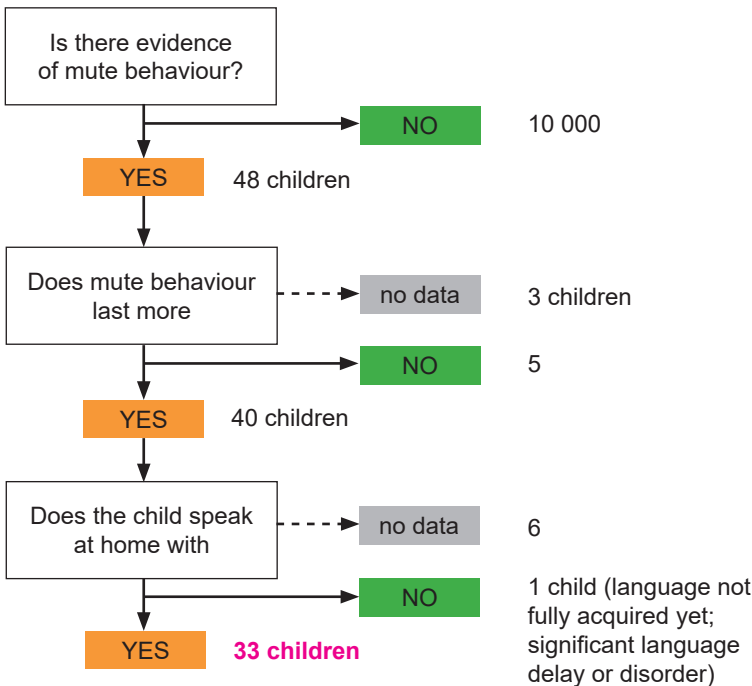 Is there evidence
of mute behaviour?
NO
10 000
YES
48 children
Does mute behaviour
last more
no data
3 children
NO
5
YES
40 children
Does the child speak
at home with
no data
6
NO
1 child (language not
fully acquired yet;
significant language
delay or disorder)
YES
33 children